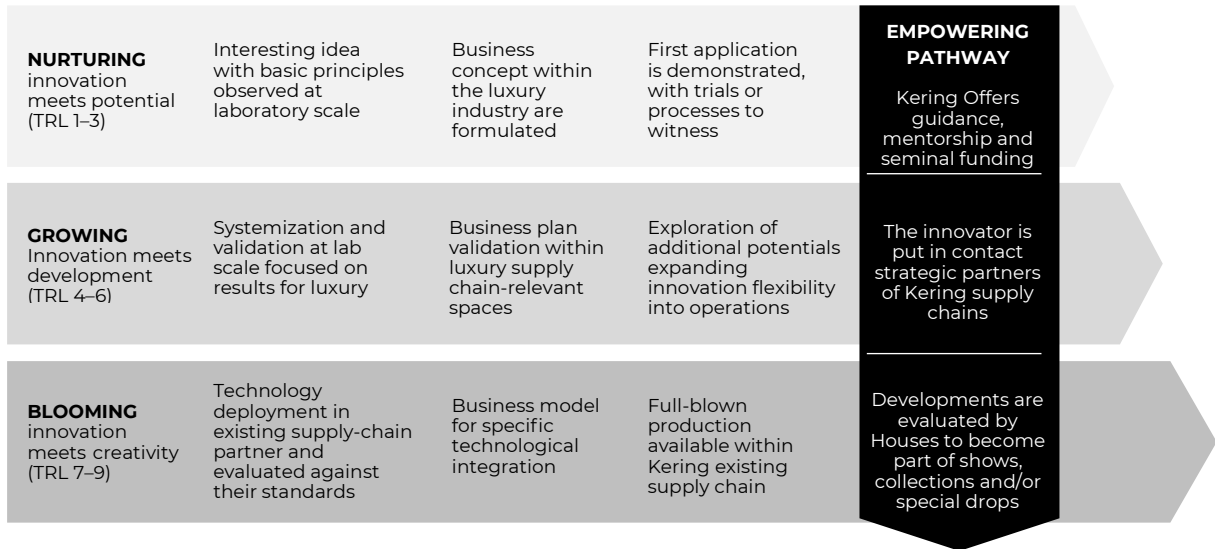 NURTURING
innovation
meets potential
(TRL 1–3)
Interesting idea
with basic principles
observed at
laboratory scale
Business
concept within
the luxury
industry are
formulated
First application
is demonstrated,
with trials or
processes to
witness
EMPOWERING
PATHWAY
Kering Offers
guidance,
mentorship and
seminal funding
GROWING
Innovation meets
development
(TRL 4–6)
Systemization and
validation at lab
scale focused on
results for luxury
Business plan
validation within
luxury supply
chain-relevant
spaces
Exploration of
additional potentials
expanding
innovation flexibility
into operations
The innovator is
put in contact
strategic partners
of Kering supply
chains
BLOOMING
innovation
meets creativity
(TRL 7–9)
Technology
deployment in
existing supply-chain
partner and
evaluated against
their standards
Business model
for specific
technological
integration
Full-blown
production
available within
Kering existing
supply chain
Developments are
evaluated by
Houses to become
part of shows,
collections and/or
special drops